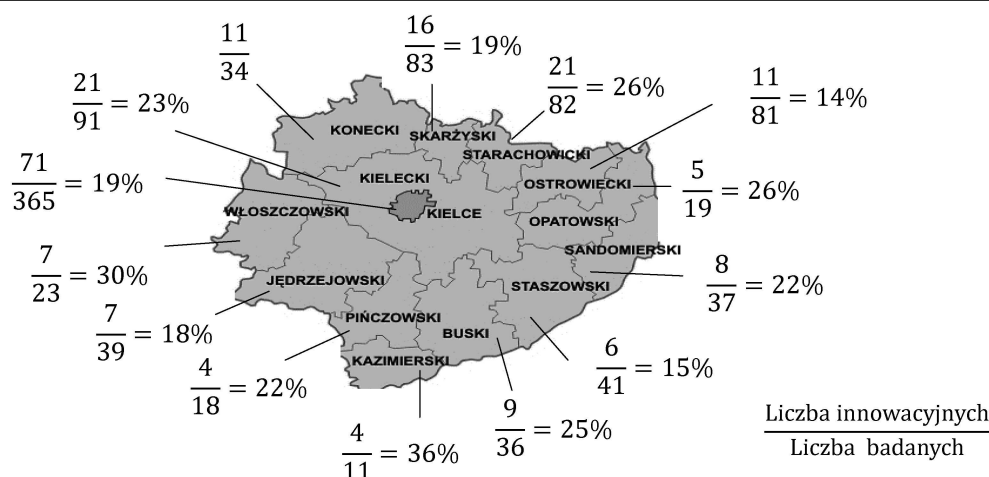 11/34
16/83 = 19%
21/82 = 26%
11/81 = 14%
21/91 = 23%
71/365 = 19%
5/19 = 26%
7/23 = 30%
8/37 = 22%
7/39 = 18%
6/41 = 15%
4/18 = 22%
9/36 = 25%
4/11 = 36%
KONECKI
SKARŻYSKI
STARACHOWICKI
KIELECKI
OSTROWIECKI
WŁOSZCZOWSKI
KIELCE
OPATOWSKI
SANDOMIERSKI
JĘDRZEJOWSKI
STASZOWSKI
PIŃCZOWSKI
BUSKI
KAZIMIERSKI
Liczba innowacyjnych
Liczba badanych